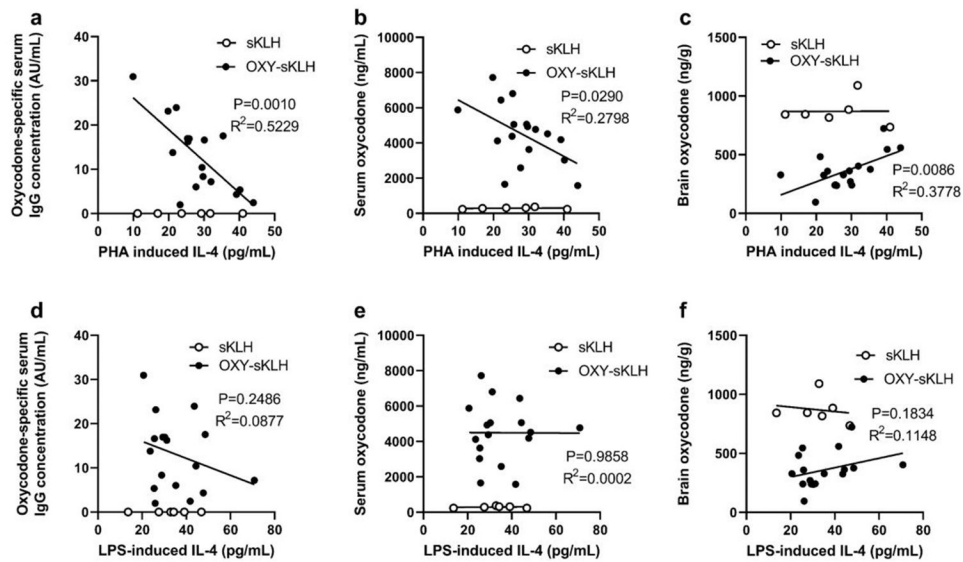 a
Oxycodone-specific serum
IgG concentration (AU/mL)
40
30
20
10
0
sKLH
OXY-sKLH
P=0.0010
R²=0.5229
0 10 20 30 40 50
PHA induced IL-4 (pg/mL)
b
Serum oxycodone (ng/mL)
10000
8000
6000
4000
2000
0
sKLH
OXY-sKLH
P=0.0290
R²=0.2798
0 10 20 30 40 50
PHA induced IL-4 (pg/mL)
c
Brain oxycodone (ng/g)
1500
1000
500
0
sKLH
OXY-sKLH
P=0.0086
R²=0.3778
0 10 20 30 40 50
PHA induced IL-4 (pg/mL)
d
Oxycodone-specific serum
IgG concentration (AU/mL)
40
30
20
10
0
sKLH
OXY-sKLH
P=0.2486
R²=0.0877
0 20 40 60 80
LPS-induced IL-4 (pg/mL)
e
Serum oxycodone (ng/mL)
10000
8000
6000
4000
2000
0
sKLH
OXY-sKLH
P=0.9858
R²=0.0002
0 20 40 60 80
LPS-induced IL-4 (pg/mL)
f
Brain oxycodone (ng/g)
1500
1000
500
0
sKLH
OXY-sKLH
P=0.1834
R²=0.1148
0 20 40 60 80
LPS-induced IL-4 (pg/mL)